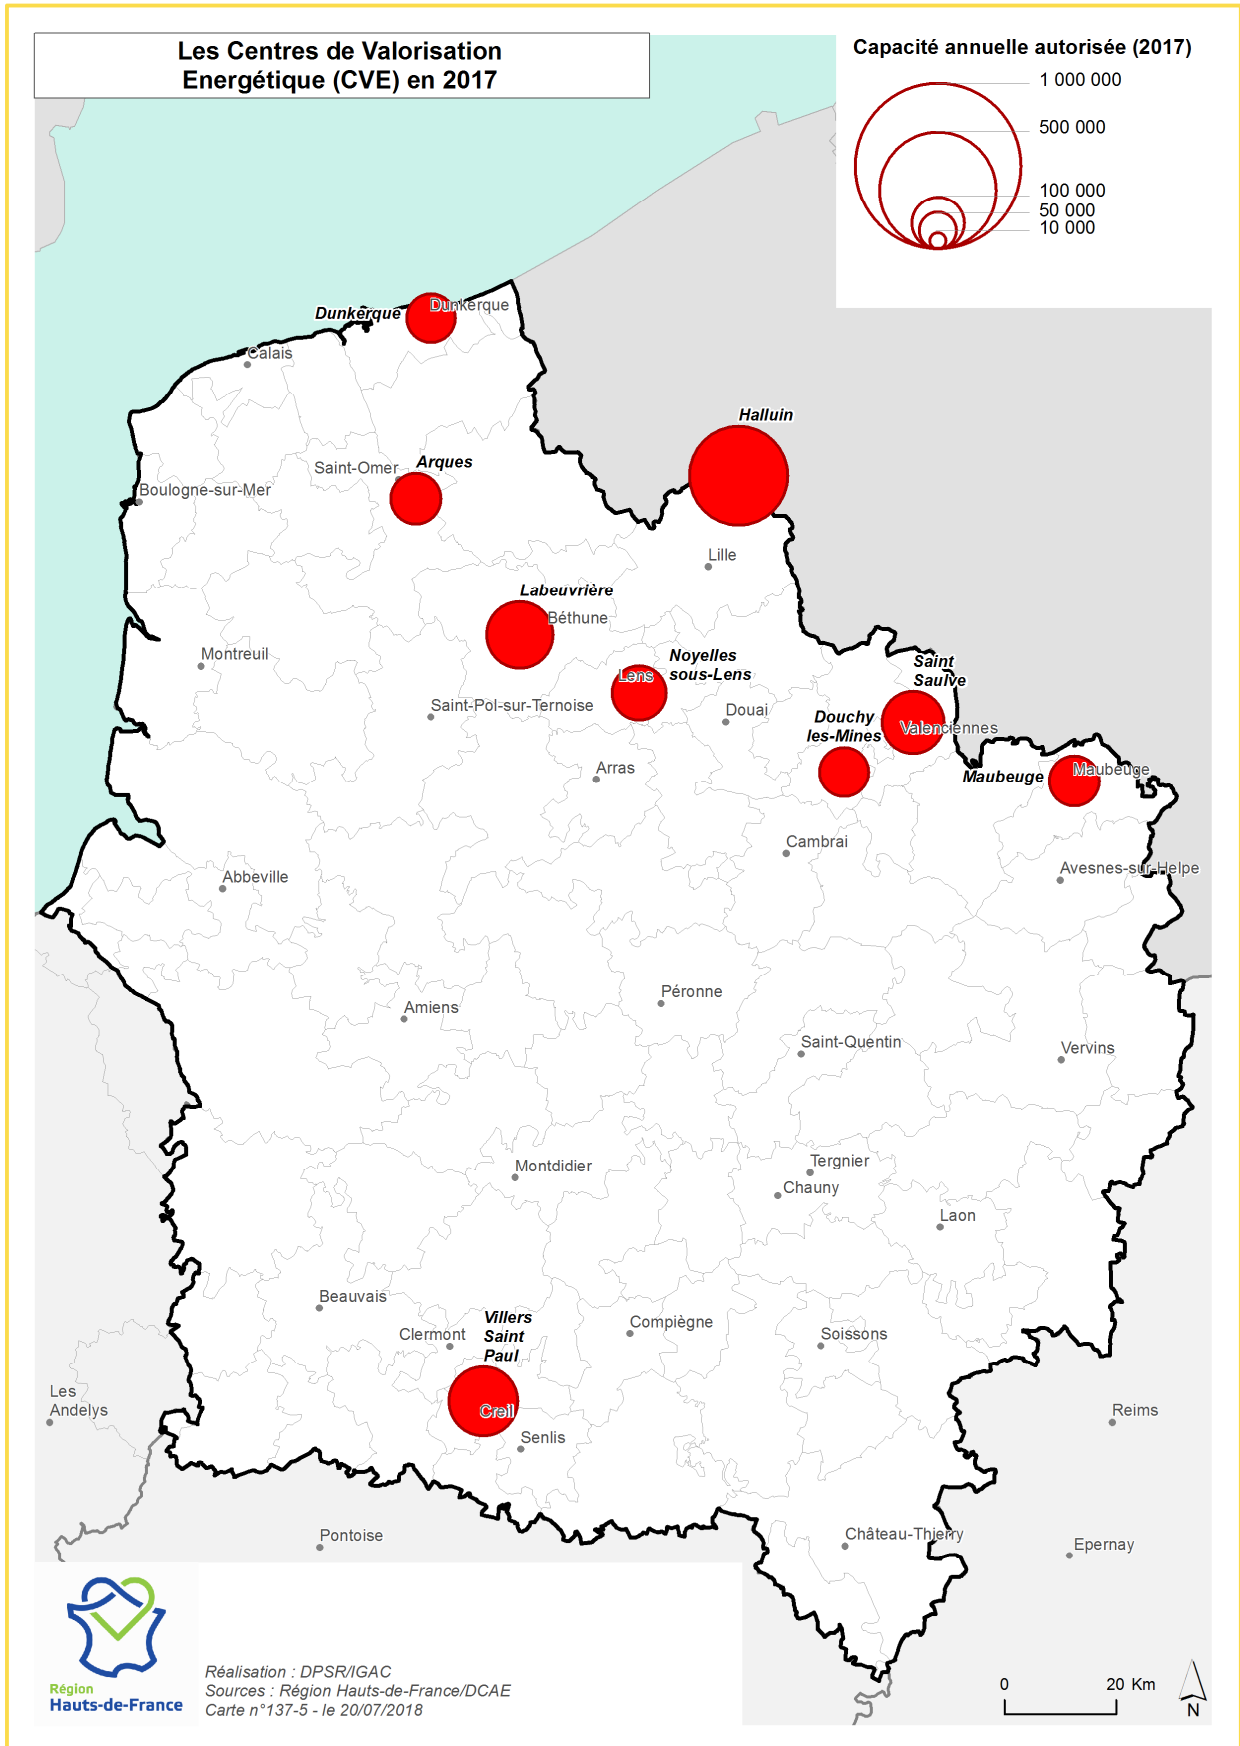 Les Centres de Valorisation
Energétique (CVE) en 2017
Capacité annuelle autorisée (2017)
1 000 000
500 000
100 000
50 000
10 000
Dunkerque
Dunkerque
Calais
Halluin
Saint-Omer
Arques
Boulogne-sur-Mer
Lille
Labeuvrière
Béthune
Montreuil
Noyelles
sous-Lens
Lens
Saint
Saulve
Saint-Pol-sur-Ternoise
Douai
Douchy
les-Mines
Valenciennes
Arras
Maubeuge
Maubeuge
Cambrai
Abbeville
Avesnes-sur-Helpe
Péronne
Amiens
Saint-Quentin
Vervins
Montdidier
Tergnier
Chauny
Laon
Beauvais
Villers
Saint
Paul
Clermont
Compiègne
Soissons
Les
Andelys
Creil
Senlis
Reims
Pontoise
Château-Thierry
Epernay
Région
Hauts-de-France
Réalisation : DPSR/IGAC
Sources : Région Hauts-de-France/DCAE
Carte n°137-5 - le 20/07/2018
0 20 Km
N